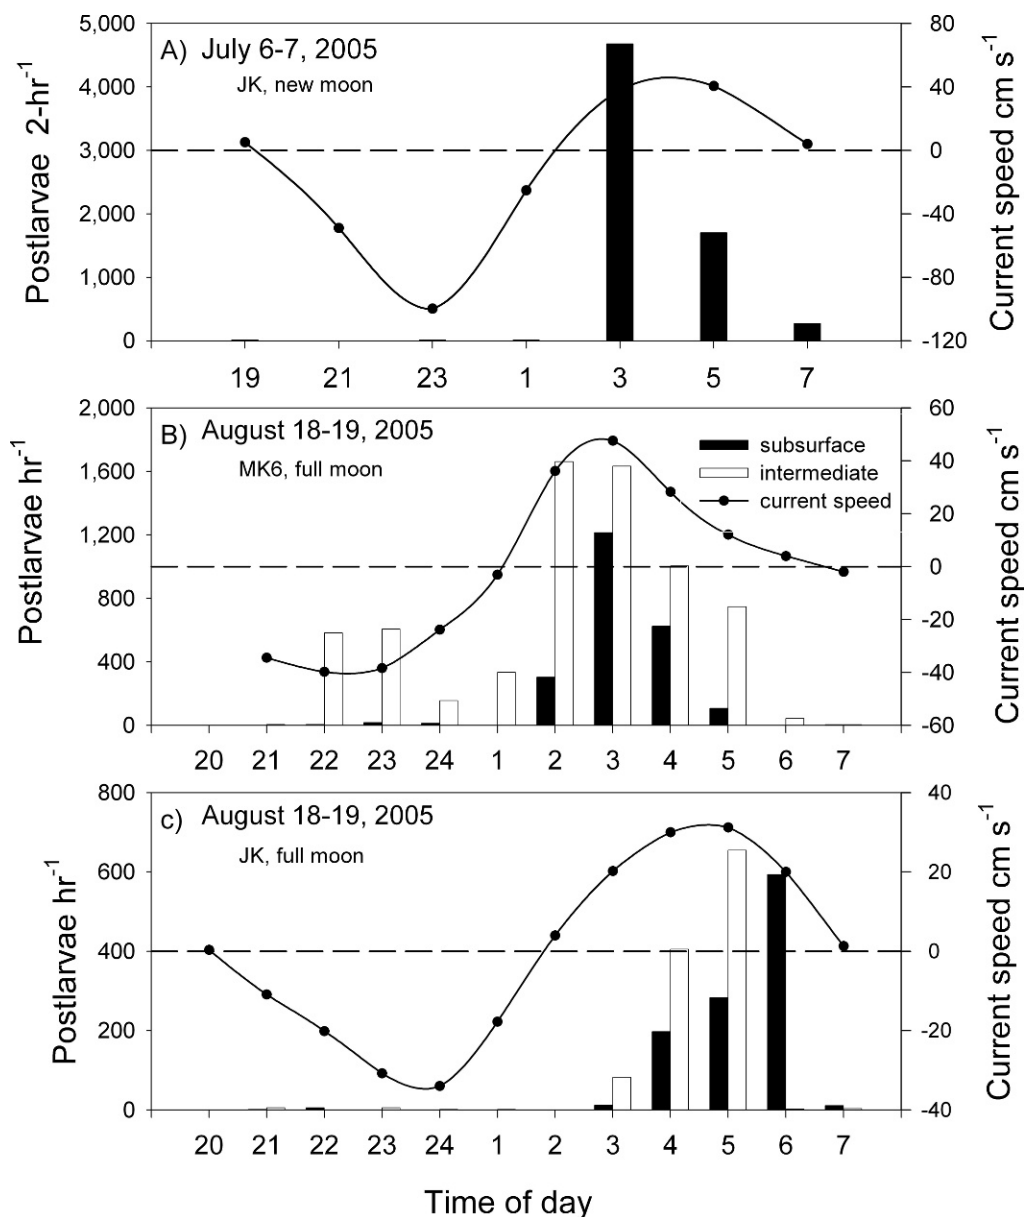 A) July 6-7, 2005
JK, new moon
Postlarvae 2-hr⁻¹
5,000
4,000
3,000
2,000
1,000
0
80
40
0
-40
-80
-120
Current speed cm s⁻¹
19 21 23 1 3 5 7
B) August 18-19, 2005
MK6, full moon
subsurface
intermediate
current speed
Postlarvae hr⁻¹
2,000
1,600
1,200
800
400
0
60
40
20
0
-20
-40
-60
Current speed cm s⁻¹
20 21 22 23 24 1 2 3 4 5 6 7
c) August 18-19, 2005
JK, full moon
Postlarvae hr⁻¹
800
600
400
200
0
40
20
0
-20
-40
Current speed cm s⁻¹
20 21 22 23 24 1 2 3 4 5 6 7
Time of day